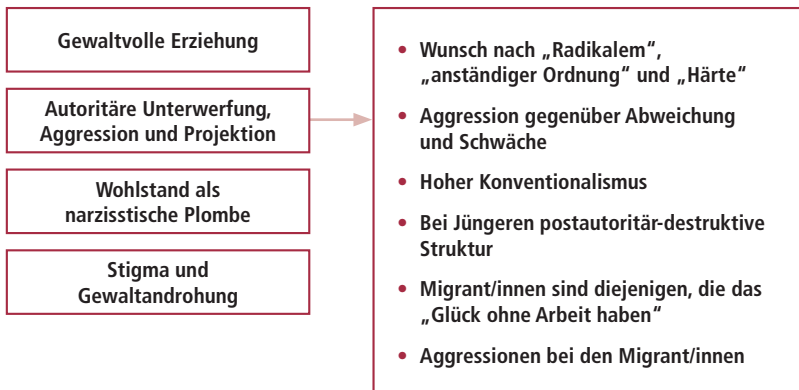 Gewaltvolle Erziehung
Autoritäre Unterwerfung,
Aggression und Projektion
Wohlstand als
narzisstische Plombe
Stigma und
Gewaltandrohung
• Wunsch nach „Radikalem“,
„anständiger Ordnung“ und „Härte“
• Aggression gegenüber Abweichung
und Schwäche
• Hoher Konventionalismus
• Bei Jüngeren postautoritär-destruktive
Struktur
• Migrant/innen sind diejenigen, die das
„Glück ohne Arbeit haben“
• Aggressionen bei den Migrant/innen